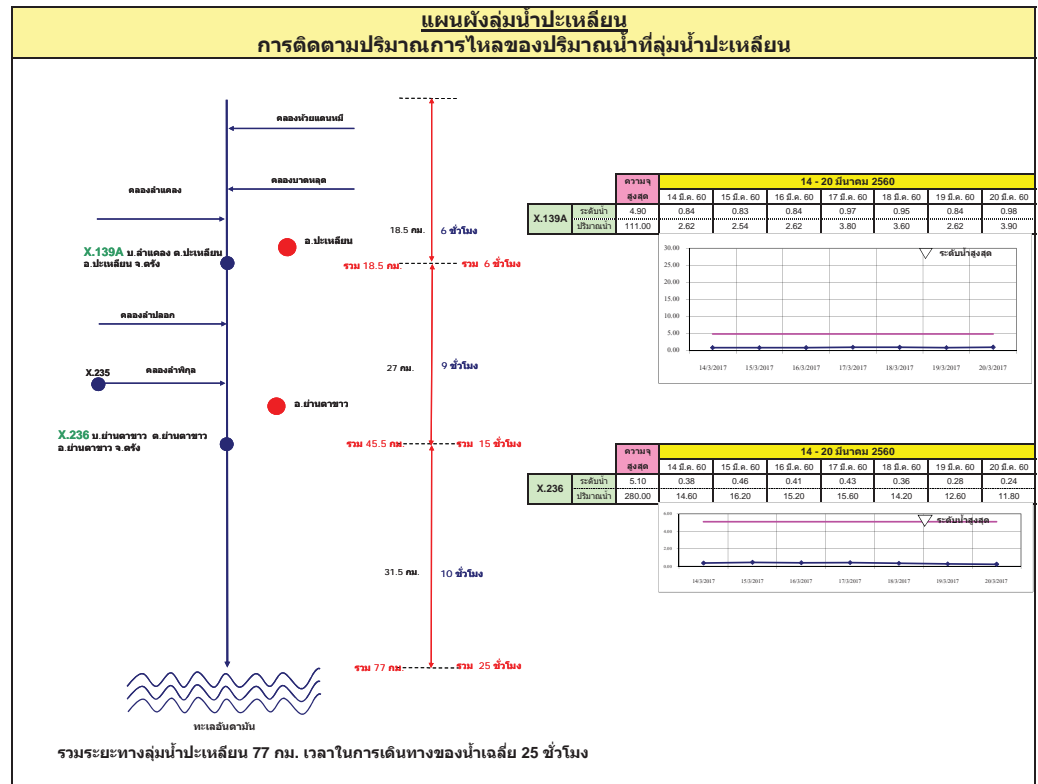 แผนผังลุ่มน้ำปะเหลียน
การติดตามปริมาณการไหลของปริมาณน้ำที่ลุ่มน้ำปะเหลียน
คลองห้วยแดนหมี
คลองบาดหลุด
คลองลำแคลง
18.5 กม. 6 ชั่วโมง
อ.ปะเหลียน
X.139A บ.ลำแคลง ต.ปะเหลียน
อ.ปะเหลียน จ.ตรัง
รวม 18.5 กม. รวม 6 ชั่วโมง
คลองลำปลอก
X.235 คลองลำพิกุล
27 กม. 9 ชั่วโมง
อ.ย่านตาขาว
X.236 บ.ย่านตาขาว ต.ย่านตาขาว
อ.ย่านตาขาว จ.ตรัง
รวม 45.5 กม. รวม 15 ชั่วโมง
31.5 กม. 10 ชั่วโมง
รวม 77 กม. รวม 25 ชั่วโมง
ทะเลอันดามัน
รวมระยะทางลุ่มน้ำปะเหลียน 77 กม. เวลาในการเดินทางของน้ำเฉลี่ย 25 ชั่วโมง
ความจุ 14 - 20 มีนาคม 2560
สูงสุด 14 มี.ค. 60 15 มี.ค. 60 16 มี.ค. 60 17 มี.ค. 60 18 มี.ค. 60 19 มี.ค. 60 20 มี.ค. 60
X.139A ระดับน้ำ 4.90 0.84 0.83 0.84 0.97 0.95 0.84 0.98
ปริมาณน้ำ 111.00 2.62 2.54 2.62 3.80 3.60 2.62 3.90
30.00
25.00
20.00
15.00
10.00
5.00
0.00
ระดับน้ำสูงสุด
14/3/2017 15/3/2017 16/3/2017 17/3/2017 18/3/2017 19/3/2017 20/3/2017
ความจุ 14 - 20 มีนาคม 2560
สูงสุด 14 มี.ค. 60 15 มี.ค. 60 16 มี.ค. 60 17 มี.ค. 60 18 มี.ค. 60 19 มี.ค. 60 20 มี.ค. 60
X.236 ระดับน้ำ 5.10 0.38 0.46 0.41 0.43 0.36 0.28 0.24
ปริมาณน้ำ 280.00 14.60 16.20 15.20 15.60 14.20 12.60 11.80
6.00
4.00
2.00
0.00
ระดับน้ำสูงสุด
14/3/2017 15/3/2017 16/3/2017 17/3/2017 18/3/2017 19/3/2017 20/3/2017